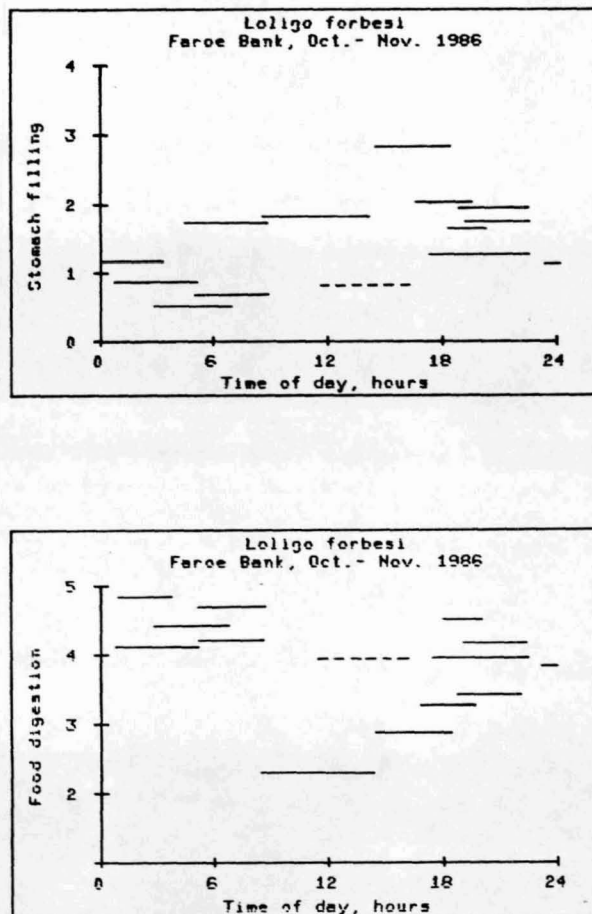 Loligo forbesi
Faroe Bank, Oct.- Nov. 1986
4
3
2
1
0
Stomach filling
0 6 12 18 24
Time of day, hours
Loligo forbesi
Faroe Bank, Oct.- Nov. 1986
5
4
3
2
Food digestion
0 6 12 18 24
Time of day, hours